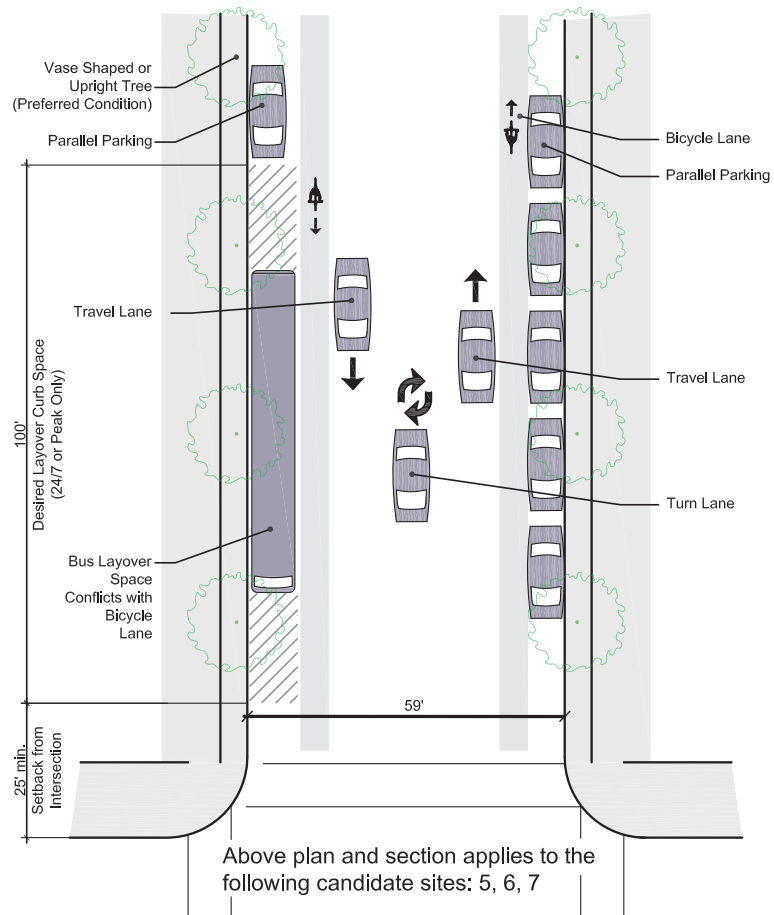 Vase Shaped or
Upright Tree
(Preferred Condition)
Parallel Parking
Bicycle Lane
Parallel Parking
Travel Lane
Travel Lane
100'
Desired Layover Curb Space
(24/7 or Peak Only)
Turn Lane
Bus Layover
Space
Conflicts with
Bicycle
Lane
59'
25' min.
Setback from
Intersection
Above plan and section applies to the
following candidate sites: 5, 6, 7